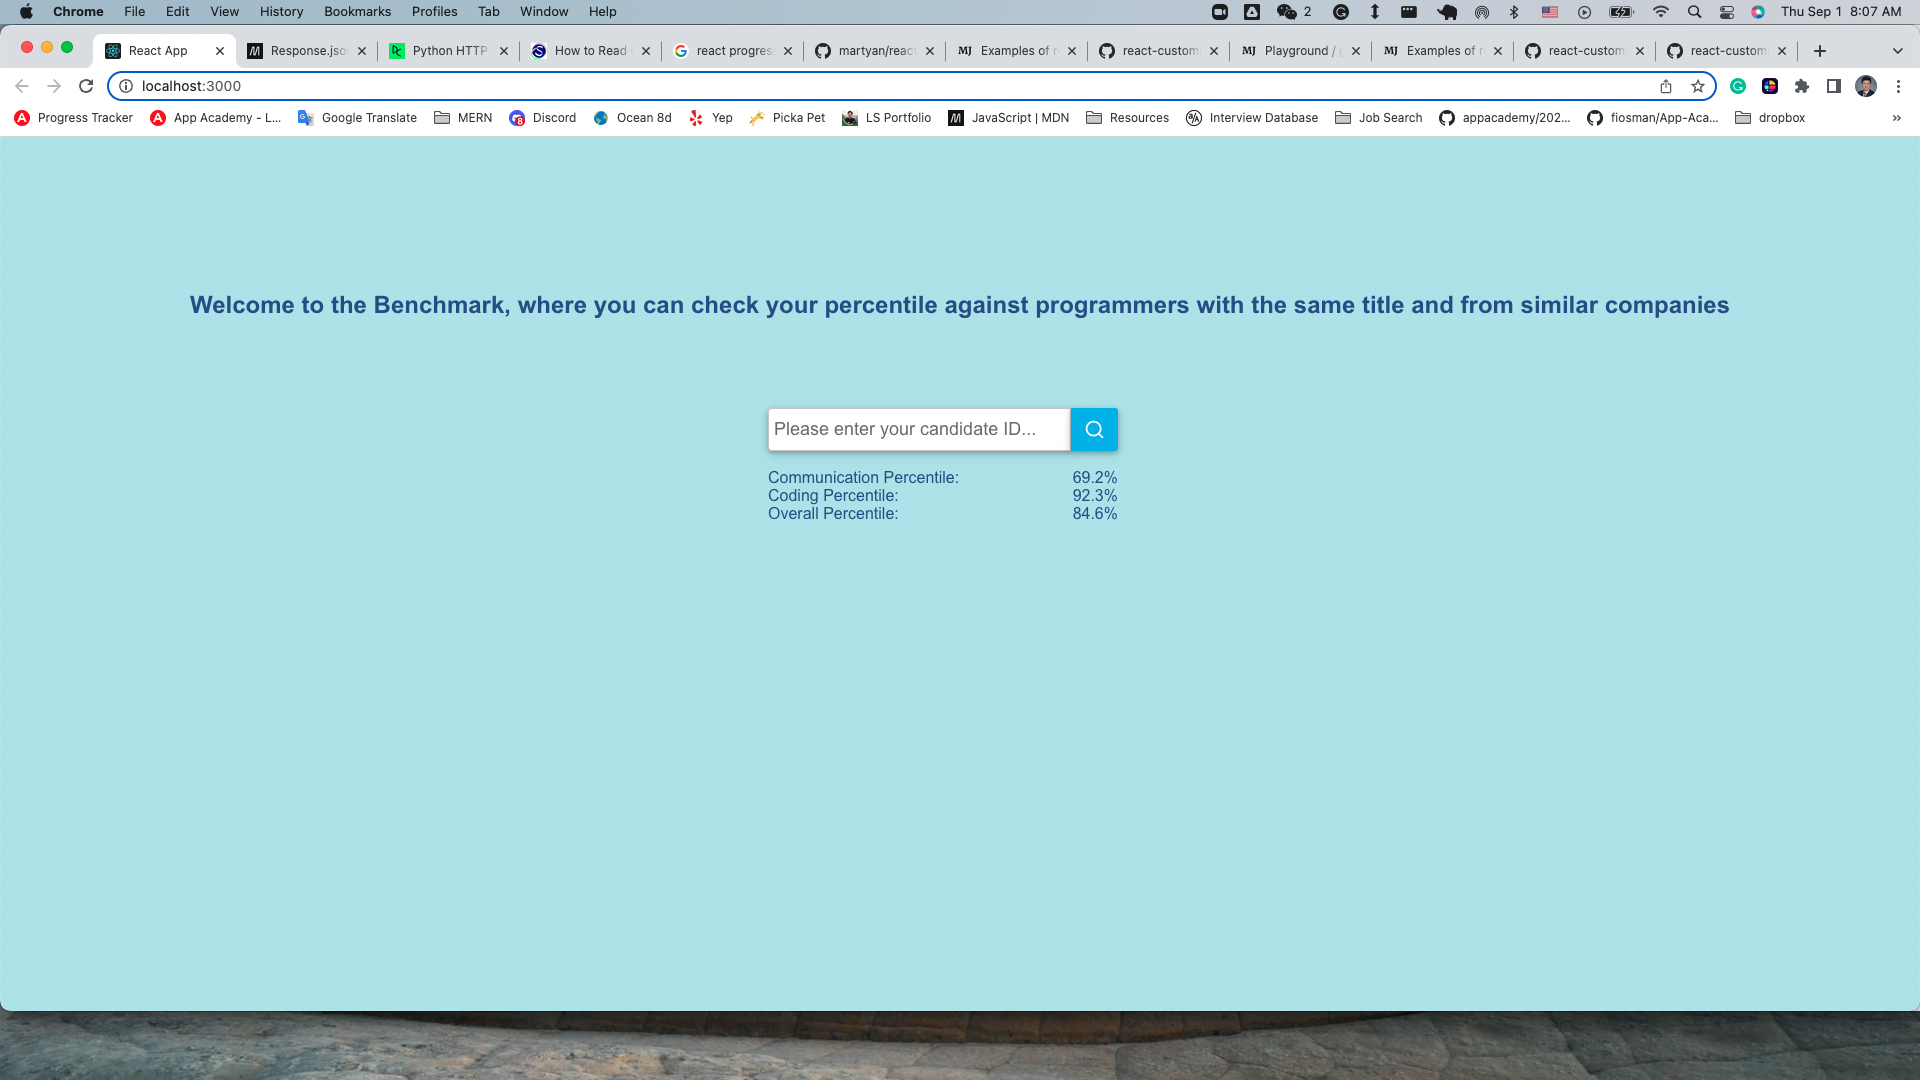 Chrome File Edit View History Bookmarks Profiles Tab Window Help 2 Thu Sep 1 8:07 AM
React App Response.jso Python HTTP How to Read react progres martyan/react Examples of r react-custom Playground / Examples of r react-custom react-custom
localhost:3000
Progress Tracker App Academy - L... Google Translate MERN Discord Ocean 8d Yep Picka Pet LS Portfolio JavaScript | MDN Resources Interview Database Job Search appacademy/202... fiosman/App-Aca... dropbox »
Welcome to the Benchmark, where you can check your percentile against programmers with the same title and from similar companies
Please enter your candidate ID...
Communication Percentile: 69.2%
Coding Percentile: 92.3%
Overall Percentile: 84.6%